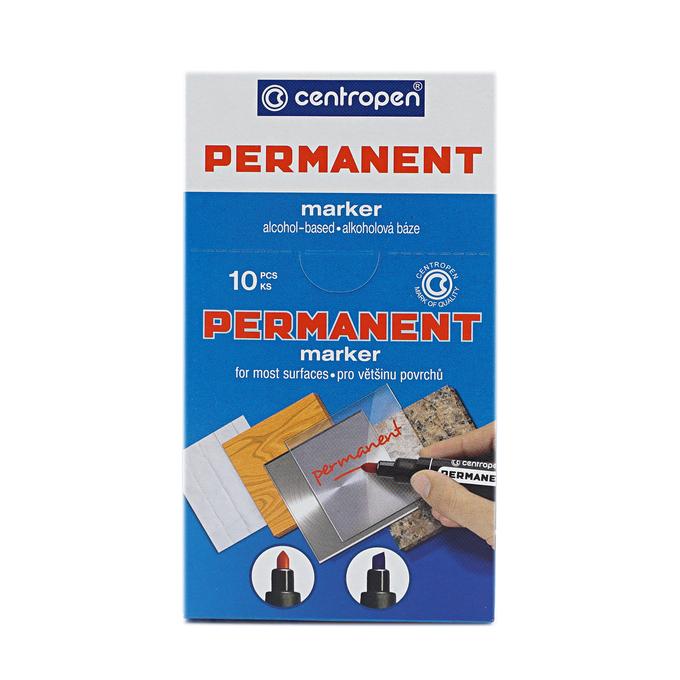 centropen®
PERMANENT
marker
alcohol-based • alkoholová báze
10 PCS
KS
CENTROPEN
MARK OF QUALITY
PERMANENT
marker
for most surfaces • pro většinu povrchů
permanent
centropen
PERMANE